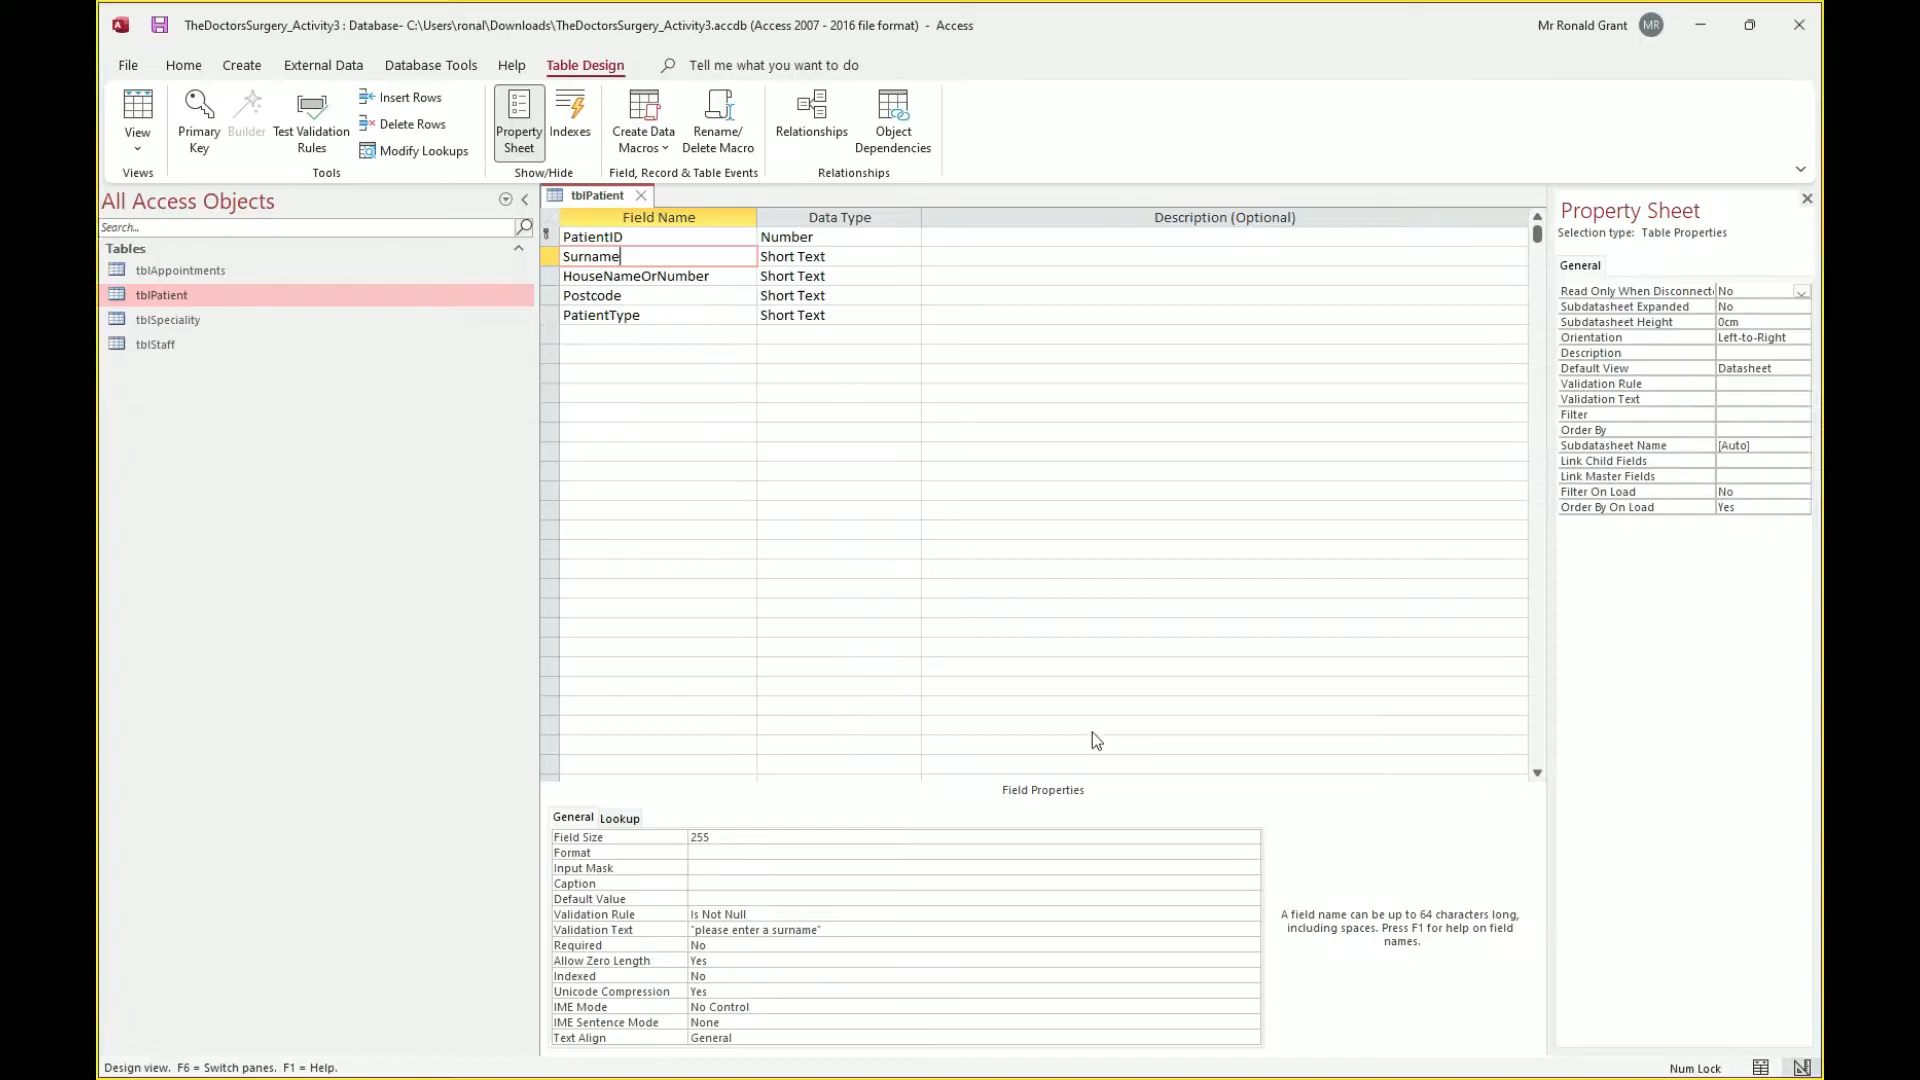 TheDoctorsSurgery_Activity3 : Database- C:\Users\ronal\Downloads\TheDoctorsSurgery_Activity3.accdb (Access 2007 - 2016 file format) - Access
Mr Ronald Grant
MR
File Home Create External Data Database Tools Help Table Design Tell me what you want to do
View
Primary Key
Builder
Test Validation Rules
Insert Rows
Delete Rows
Modify Lookups
Property Sheet
Indexes
Create Data Macros
Rename/ Delete Macro
Relationships
Object Dependencies
Views
Tools
Show/Hide
Field, Record & Table Events
Relationships
All Access Objects
Search...
Tables
tblAppointments
tblPatient
tblSpeciality
tblStaff
tblPatient
Field Name Data Type Description (Optional)
PatientID Number
Surname Short Text
HouseNameOrNumber Short Text
Postcode Short Text
PatientType Short Text
Field Properties
General Lookup
Field Size 255
Format
Input Mask
Caption
Default Value
Validation Rule Is Not Null
Validation Text "please enter a surname"
Required No
Allow Zero Length Yes
Indexed No
Unicode Compression Yes
IME Mode No Control
IME Sentence Mode None
Text Align General
A field name can be up to 64 characters long,
including spaces. Press F1 for help on field
names.
Property Sheet
Selection type: Table Properties
General
Read Only When Disconnect No
Subdatasheet Expanded No
Subdatasheet Height 0cm
Orientation Left-to-Right
Description
Default View Datasheet
Validation Rule
Validation Text
Filter
Order By
Subdatasheet Name [Auto]
Link Child Fields
Link Master Fields
Filter On Load No
Order By On Load Yes
Design view. F6 = Switch panes. F1 = Help.
Num Lock